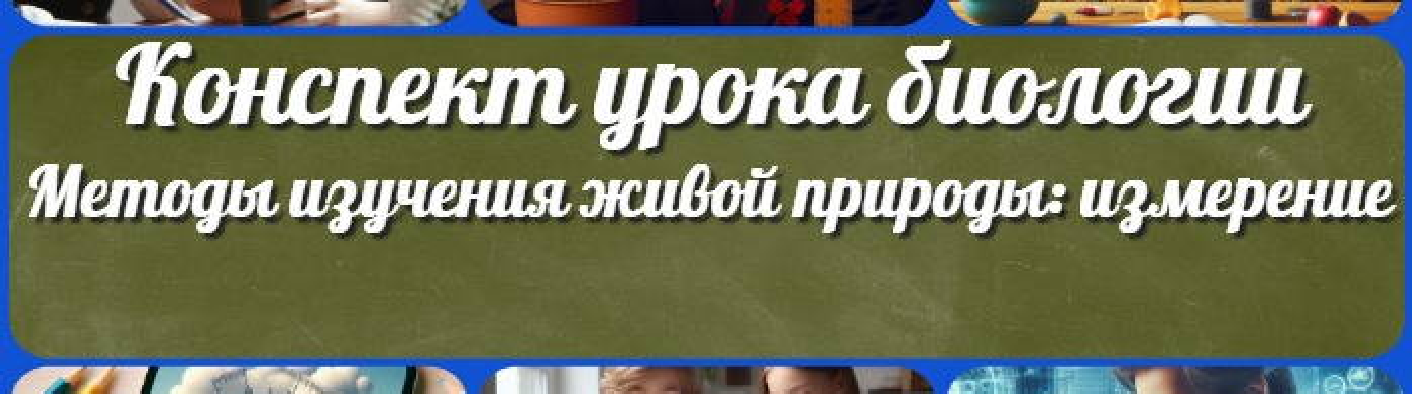 Конспект урока биологии
Методы изучения живой природы: измерение